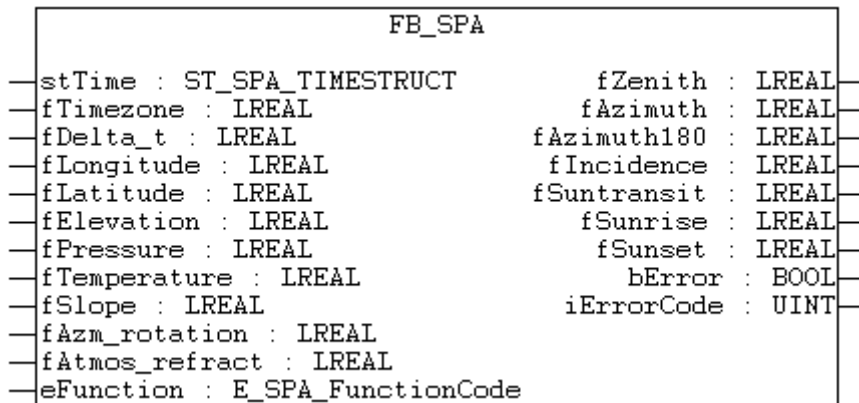 FB_SPA
stTime : ST_SPA_TIMESTRUCT fZenith : LREAL
fTimezone : LREAL fAzimuth : LREAL
fDelta_t : LREAL fAzimuth180 : LREAL
fLongitude : LREAL fIncidence : LREAL
fLatitude : LREAL fSuntransit : LREAL
fElevation : LREAL fSunrise : LREAL
fPressure : LREAL fSunset : LREAL
fTemperature : LREAL bError : BOOL
fSlope : LREAL iErrorCode : UINT
fAzm_rotation : LREAL
fAtmos_refract : LREAL
eFunction : E_SPA_FunctionCode